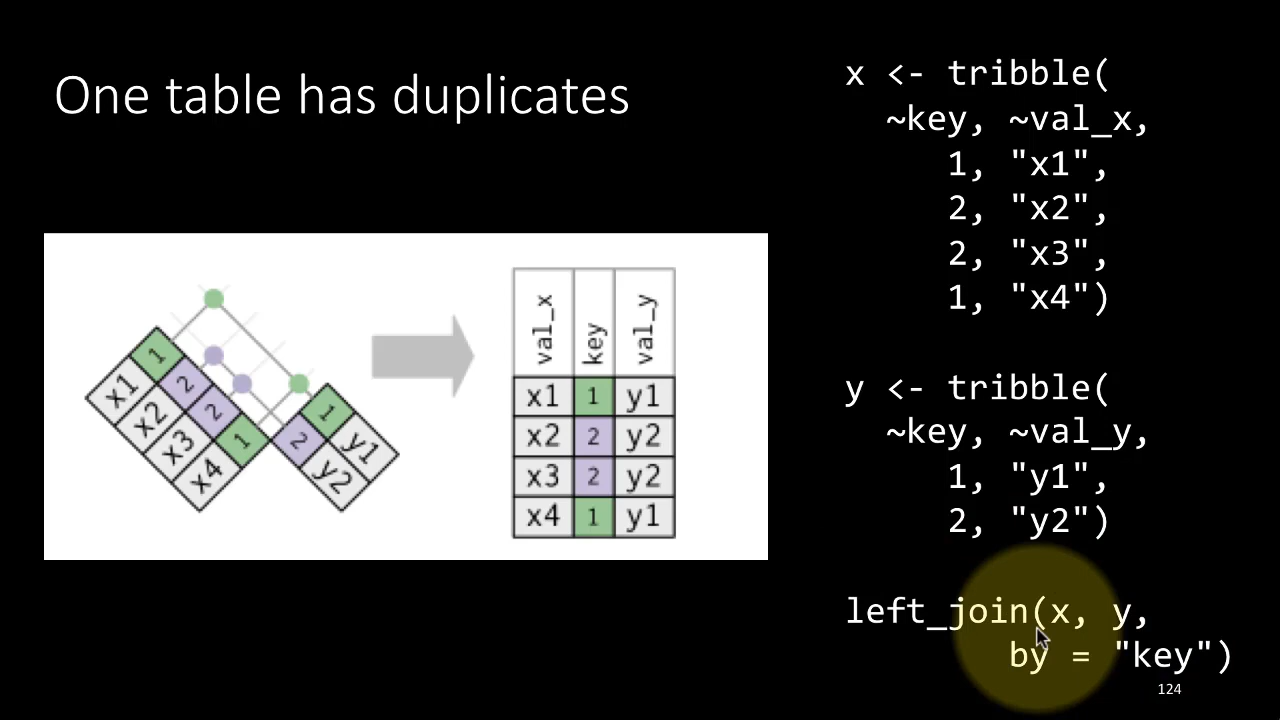 One table has duplicates
x <- tribble(
~key, ~val_x,
1, "x1",
2, "x2",
2, "x3",
1, "x4")
y <- tribble(
~key, ~val_y,
1, "y1",
2, "y2")
left_join(x, y,
by = "key")
x1 1
x2 2
x3 2
x4 1
1 y1
2 y2
val_x key val_y
x1 1 y1
x2 2 y2
x3 2 y2
x4 1 y1
124